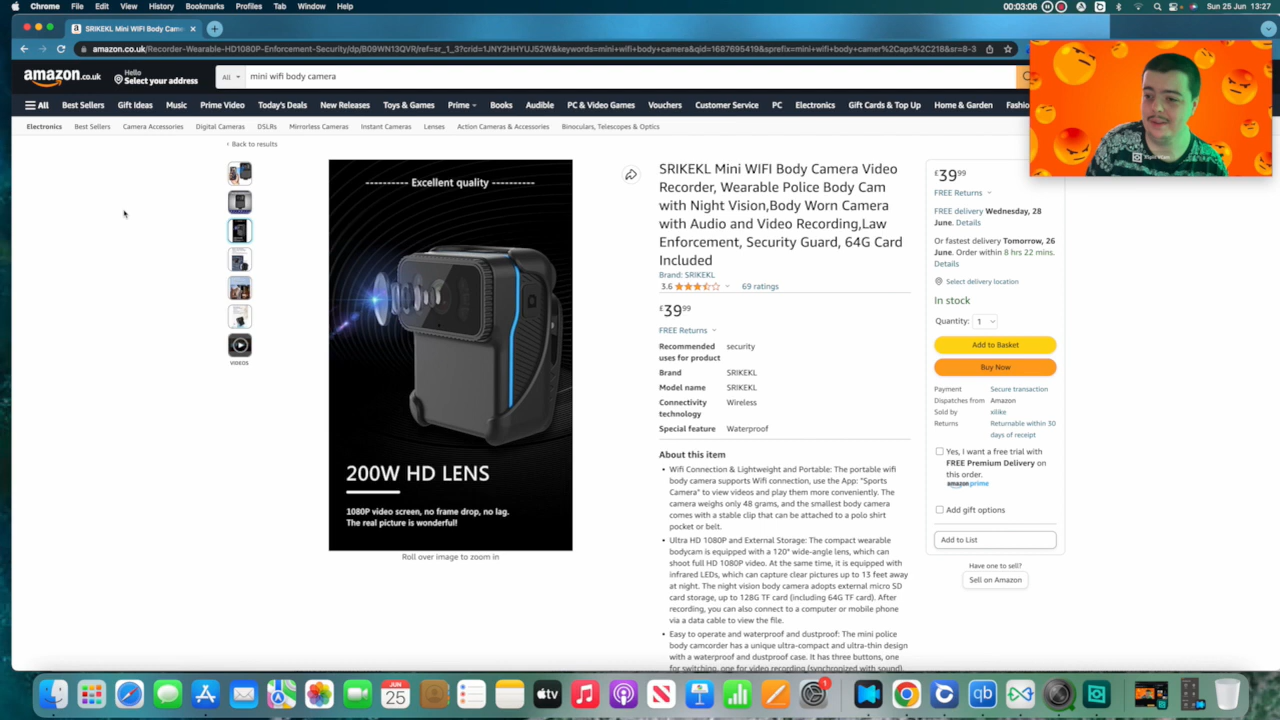 Chrome File Edit View History Bookmarks Profiles Tab Window Help 00:03:06 Sun 25 Jun 13:27
SRIKEKL Mini WIFI Body Came
amazon.co.uk/Recorder-Wearable-HD1080P-Enforcement-Security/dp/B09WN13QVR/ref=sr_1_3?crid=1JNY2HHYUJ52W&keywords=mini+wifi+body+camera&qid=1687695419&sprefix=mini+wifi+body+camer%2Caps%2C218&sr=8-3
amazon.co.uk Hello
Select your address
All mini wifi body camera
All Best Sellers Gift Ideas Music Prime Video Today's Deals New Releases Toys & Games Prime Books Audible PC & Video Games Vouchers Customer Service PC Electronics Gift Cards & Top Up Home & Garden Fashio
Electronics Best Sellers Camera Accessories Digital Cameras DSLRs Mirrorless Cameras Instant Cameras Lenses Action Cameras & Accessories Binoculars, Telescopes & Optics
‹ Back to results
VIDEOS
---------- Excellent quality ----------
200W HD LENS
1080P video screen, no frame drop, no lag.
The real picture is wonderful!
Roll over image to zoom in
SRIKEKL Mini WIFI Body Camera Video
Recorder, Wearable Police Body Cam
with Night Vision,Body Worn Camera
with Audio and Video Recording,Law
Enforcement, Security Guard, 64G Card
Included
Brand: SRIKEKL
3.6 69 ratings
£3999
FREE Returns
Recommended uses for product security
Brand SRIKEKL
Model name SRIKEKL
Connectivity technology Wireless
Special feature Waterproof
About this item
• Wifi Connection & Lightweight and Portable: The portable wifi
body camera supports Wifi connection, use the App: "Sports
Camera" to view videos and play them more conveniently. The
camera weighs only 48 grams, and the smallest body camera
comes with a stable clip that can be attached to a polo shirt
pocket or belt.
• Ultra HD 1080P and External Storage: The compact wearable
bodycam is equipped with a 120° wide-angle lens, which can
shoot full HD 1080P video. At the same time, it is equipped with
infrared LEDs, which can capture clear pictures up to 13 feet away
at night. The night vision body camera adopts external micro SD
card storage, up to 128G TF card (including 64G TF card). After
recording, you can also connect to a computer or mobile phone
via a data cable to view the file.
• Easy to operate and waterproof and dustproof: The mini police
body camcorder has a unique ultra-compact and ultra-thin design
with a waterproof and dustproof case. It has three buttons, one
for switching, one for video recording (synchronized with sound),
£3999
FREE Returns
FREE delivery Wednesday, 28
June. Details
Or fastest delivery Tomorrow, 26
June. Order within 8 hrs 22 mins.
Details
Select delivery location
In stock
Quantity: 1
Add to Basket
Buy Now
Payment Secure transaction
Dispatches from Amazon
Sold by xilike
Returns Returnable within 30
days of receipt
Yes, I want a free trial with
FREE Premium Delivery on
this order.
amazon prime
Add gift options
Add to List
Have one to sell?
Sell on Amazon
JUN
25
tv
1
qb